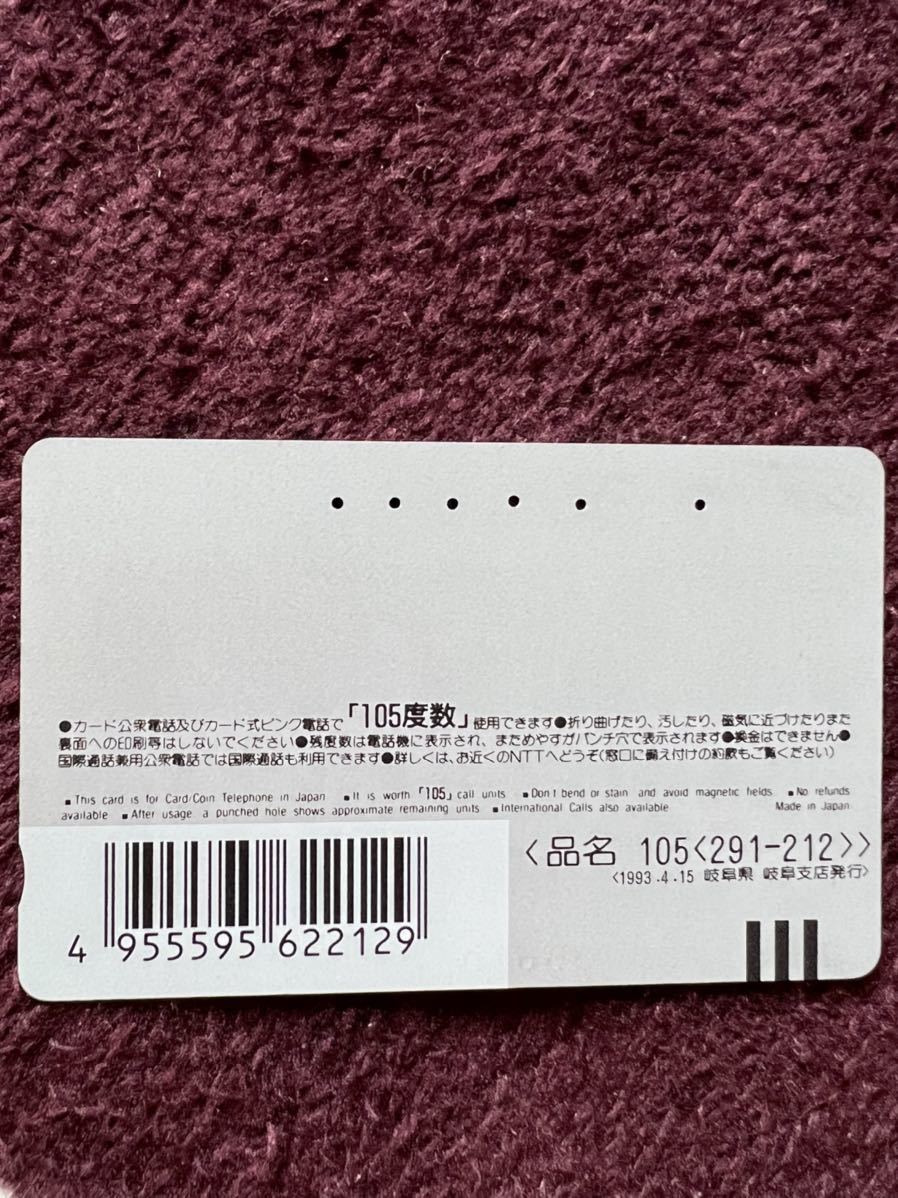 ●カード公衆電話及びカード式ピンク電話で「105度数」使用できます●折り曲げたり、汚したり、磁気に近づけたりまた
裏面への印刷等はしないでください●残度数は電話機に表示され、まためやすがパンチ穴で表示されます●換金はできません●
国際通話兼用公衆電話では国際通話も利用できます●詳しくは、お近くのNTTへどうぞ(窓口に備え付けの約款もご覧ください)
■This card is for Card/Coin Telephone in Japan ■It is worth「105」call units ■Don't bend or stain and avoid magnetic fields ■No refunds
available ■After usage, a punched hole shows approximate remaining units ■International Calls also available Made in Japan
<品名 105<291-212>>
<1993.4.15 岐阜県 岐阜支店発行>
4 955595 622129